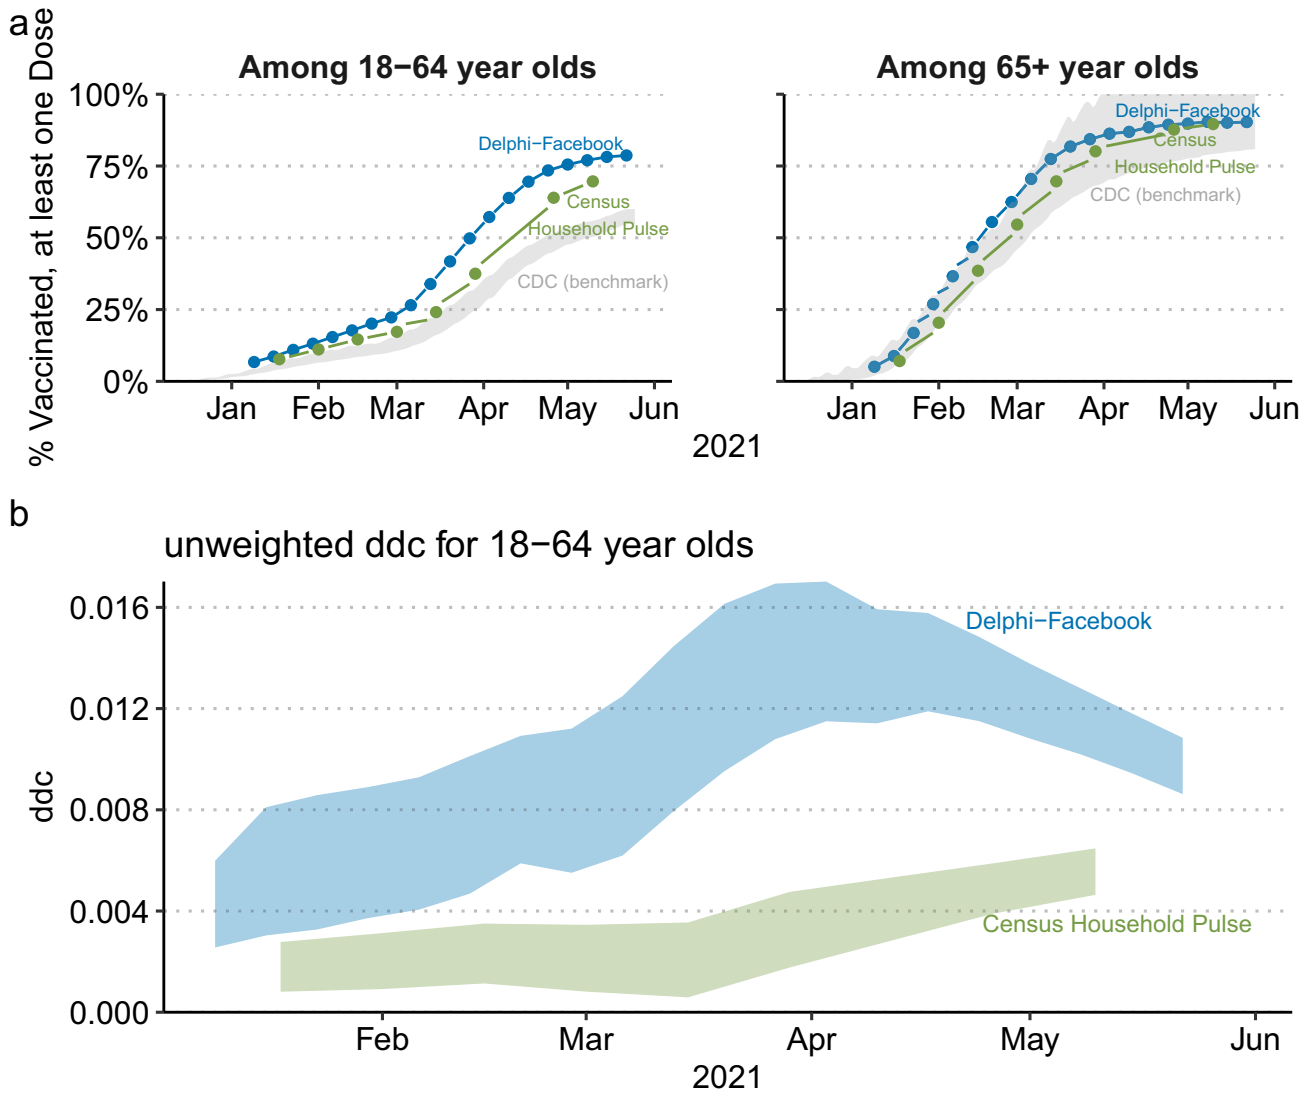 a
% Vaccinated, at least one Dose
Among 18−64 year olds
100%
75%
50%
25%
0%
Delphi−Facebook
Census
Household Pulse
CDC (benchmark)
Jan Feb Mar Apr May Jun
Among 65+ year olds
Delphi−Facebook
Census
Household Pulse
CDC (benchmark)
Jan Feb Mar Apr May Jun
2021
b
unweighted ddc for 18−64 year olds
ddc
0.016
0.012
0.008
0.004
0.000
Delphi−Facebook
Census Household Pulse
Feb Mar Apr May Jun
2021